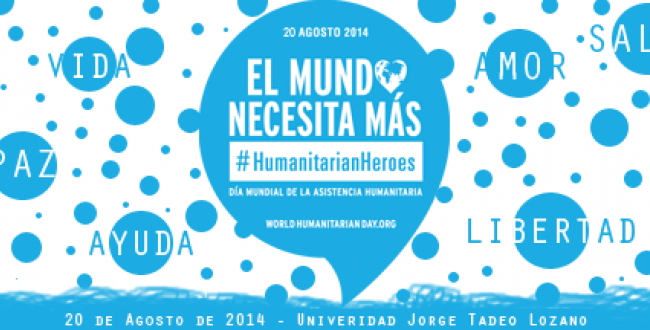 20 AGOSTO 2014
EL MUNDO
NECESITA MÁS
#HumanitarianHeroes
DÍA MUNDIAL DE LA ASISTENCIA HUMANITARIA
WORLDHUMANITARIANDAY.ORG
VIDA
PAZ
AYUDA
AMOR
SAL
LIBERTAD
20 de Agosto de 2014 - Univeridad Jorge Tadeo Lozano